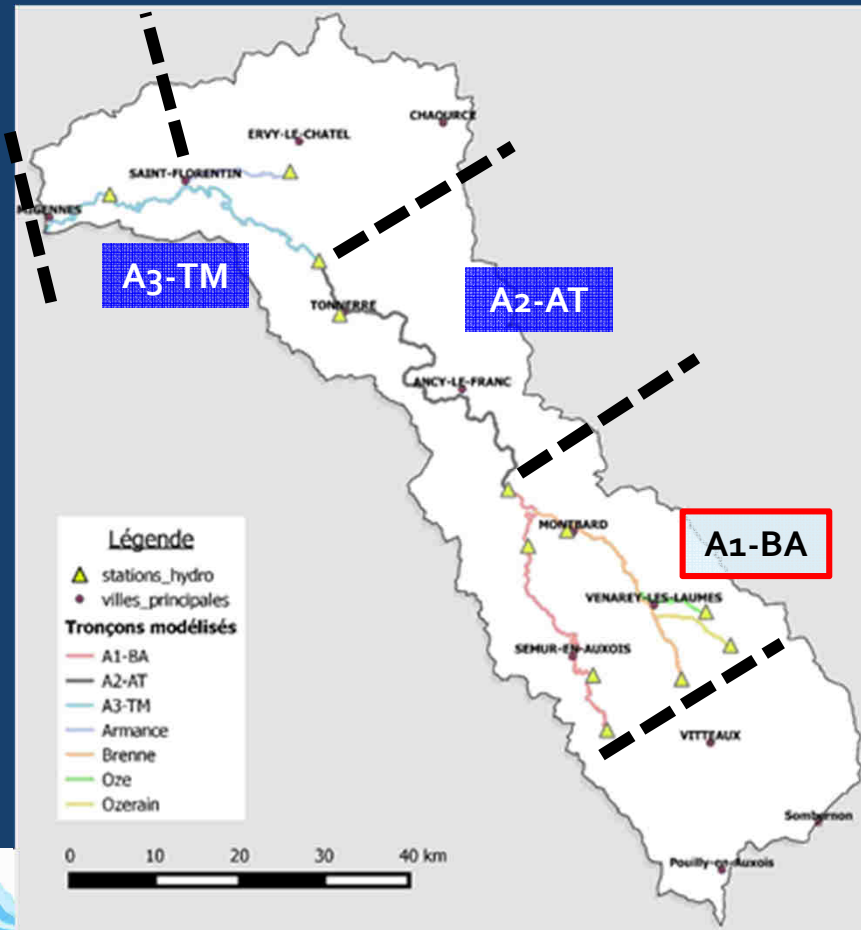 CHAOURCE
ERVY-LE-CHATEL
SAINT-FLORENTIN
MIGENNES
A3-TM
A2-AT
TONNERRE
ANCY-LE-FRANC
MONTBARD
A1-BA
VENAREY-LES-LAUMES
SEMUR-EN-AUXOIS
VITTEAUX
Sombernon
Pouilly-en-Auxois
Légende
stations_hydro
villes_principales
Tronçons modélisés
A1-BA
A2-AT
A3-TM
Armance
Brenne
Oze
Ozerain
0 10 20 30 40 km